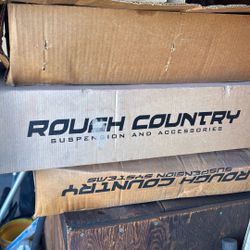 ROUGH COUNTRY
SUSPENSION AND ACCESSORIES
ROUGH COUNTRY
SUSPENSION SYSTEMS